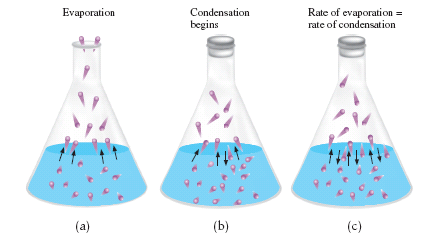 Evaporation
Condensation
begins
Rate of evaporation =
rate of condensation
(a)
(b)
(c)